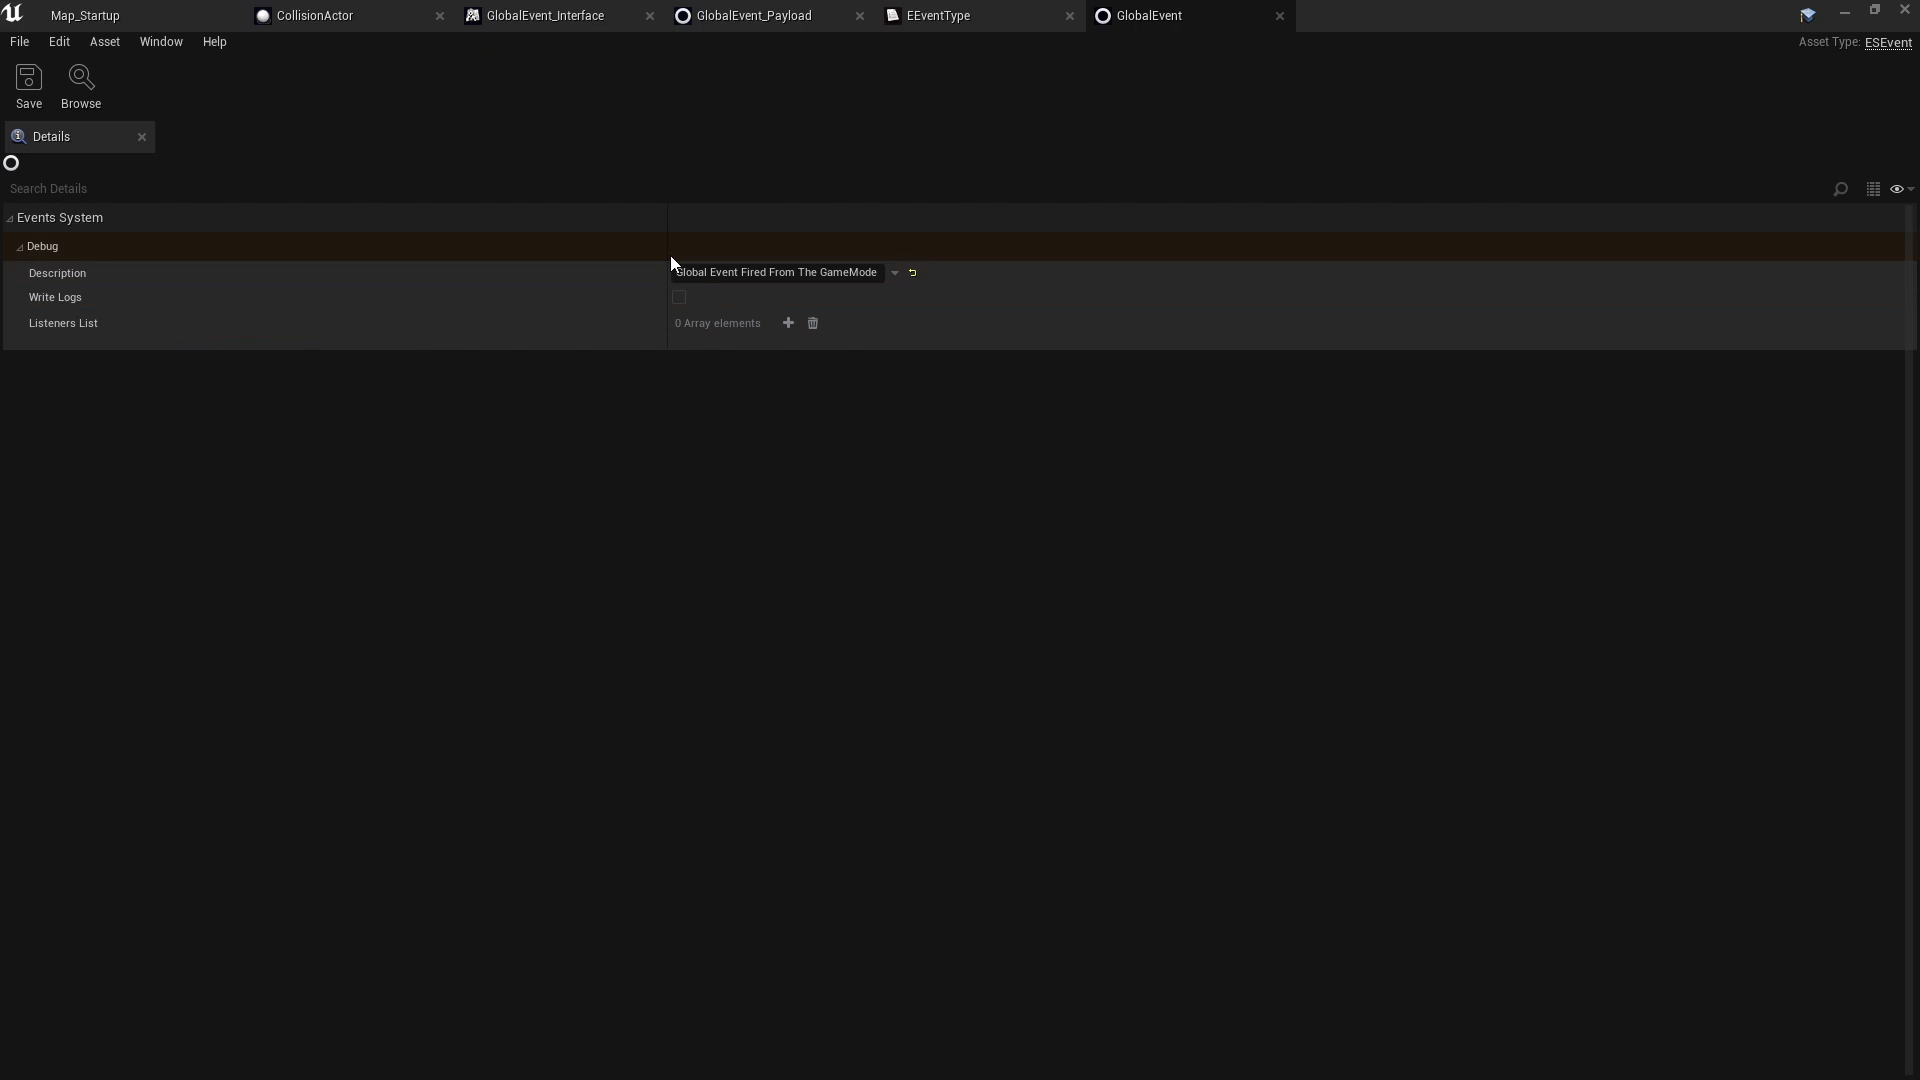 Map_Startup
CollisionActor
GlobalEvent_Interface
GlobalEvent_Payload
EEventType
GlobalEvent
File
Edit
Asset
Window
Help
Asset Type: ESEvent
Save
Browse
Details
Search Details
Events System
Debug
Description
Global Event Fired From The GameMode
Write Logs
Listeners List
0 Array elements